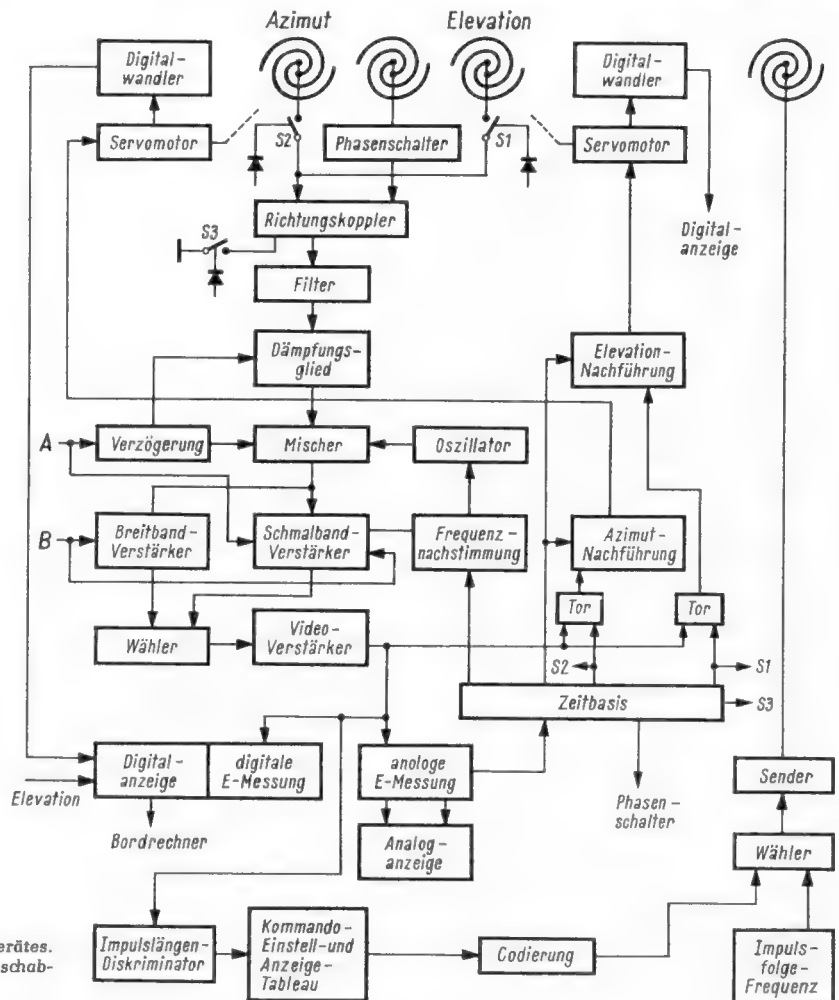 Azimut
Elevation
Digital-
wandler
Digital-
wandler
Servomotor
S2
Phasenschalter
S1
Servomotor
Richtungskoppler
S3
Digital-
anzeige
Filter
Dämpfungs-
glied
Elevation-
Nachführung
A
Verzögerung
Mischer
Oszillator
B
Breitband-
Verstärker
Schmalband-
Verstärker
Frequenz-
nachstimmung
Azimut-
Nachführung
Tor
Tor
Wähler
Video-
Verstärker
S2
S1
Zeitbasis
S3
Digital-
anzeige
digitale
E-Messung
anologe
E-Messung
Elevation
Bordrechner
Phasen-
schalter
Sender
Analog-
anzeige
Wähler
erätes.
schab-
Impulslängen-
Diskriminator
Kommando-
Einstell-und
Anzeige-
Tableau
Codierung
Impuls-
folge-
Frequenz